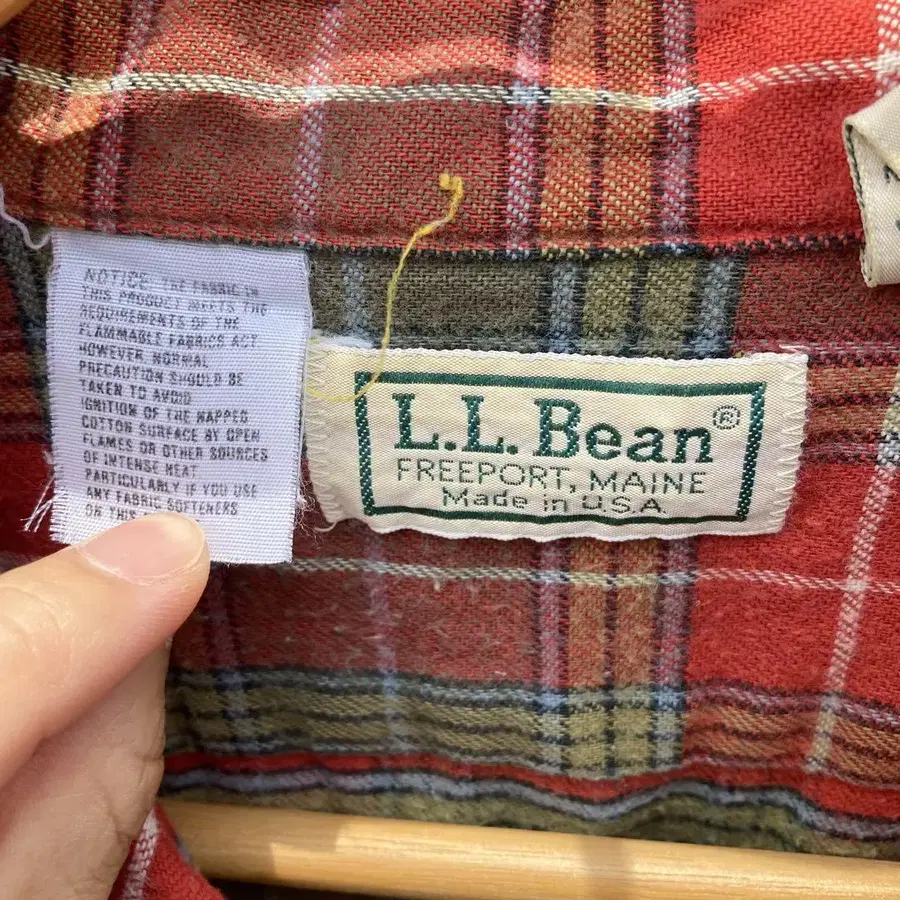 NOTICE: THE FABRIC IN
THIS PRODUCT MEETS THE
REQUIREMENTS OF THE
FLAMMABLE FABRICS ACT.
HOWEVER NORMAL
PRECAUTION SHOULD BE
TAKEN TO AVOID
IGNITION OF THE NAPPED
COTTON SURFACE BY OPEN
FLAMES OR OTHER SOURCES
OF INTENSE HEAT
PARTICULARLY IF YOU USE
ANY FABRIC SOFTENERS
ON THIS
L.L.Bean®
FREEPORT, MAINE
Made in U.S.A.